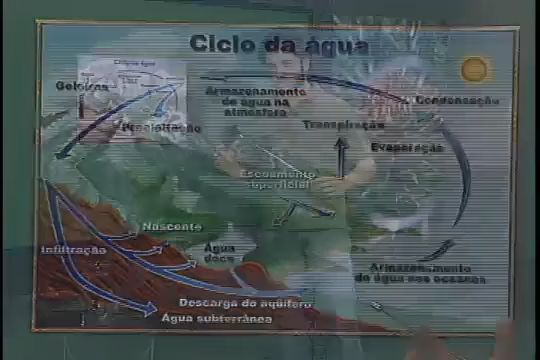 Ciclo da água
Geleiras
Armazenamento
de água na
atmosfera
Condensação
Precipitação
Transpiração
Evaporação
Escoamento
superficial
Nascente
Infiltração
Água
doce
Armazenamento
de água nos oceanos
Descarga do aqüífero
Água subterrânea